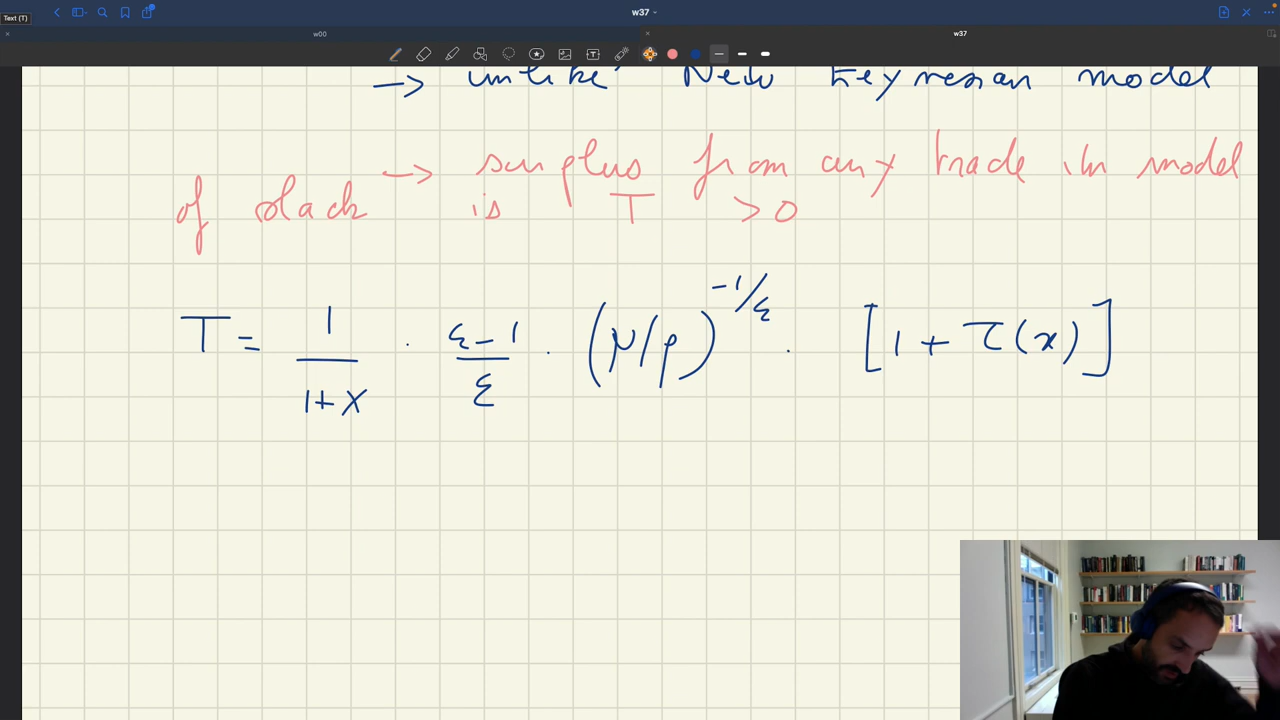 Text (T)
w37
w00
w37
→ unlike New Keynesian model
→ surplus from any trade in model
of slack is T > 0
T = 1/(1+χ) · (ε-1)/ε · (μ/p)^(-1/ε) · [1 + τ(x)]